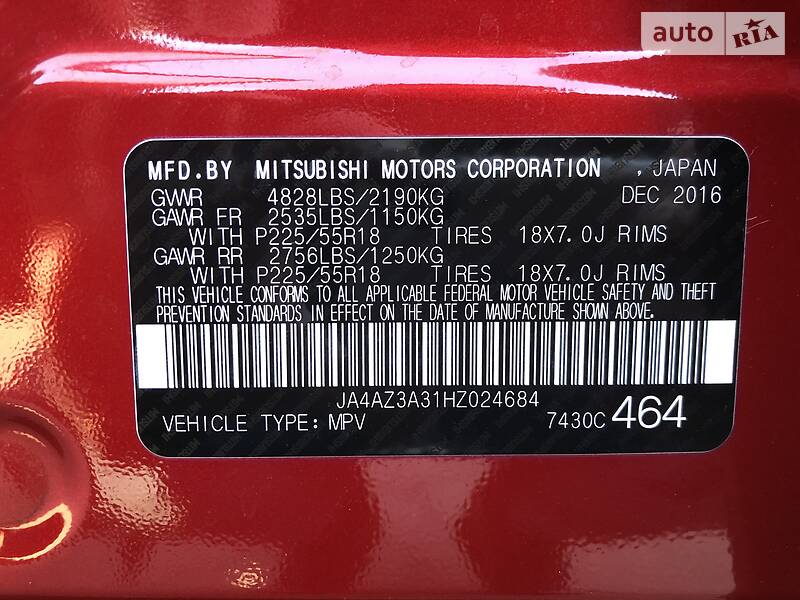 auto RIA
MFD.BY MITSUBISHI MOTORS CORPORATION , JAPAN
GVWR 4828LBS/2190KG DEC 2016
GAWR FR 2535LBS/1150KG
WITH P225/55R18 TIRES 18X7.0J RIMS
GAWR RR 2756LBS/1250KG
WITH P225/55R18 TIRES 18X7.0J RIMS
THIS VEHICLE CONFORMS TO ALL APPLICABLE FEDERAL MOTOR VEHICLE SAFETY AND THEFT
PREVENTION STANDARDS IN EFFECT ON THE DATE OF MANUFACTURE SHOWN ABOVE.
JA4AZ3A31HZ024684
VEHICLE TYPE: MPV 7430C 464